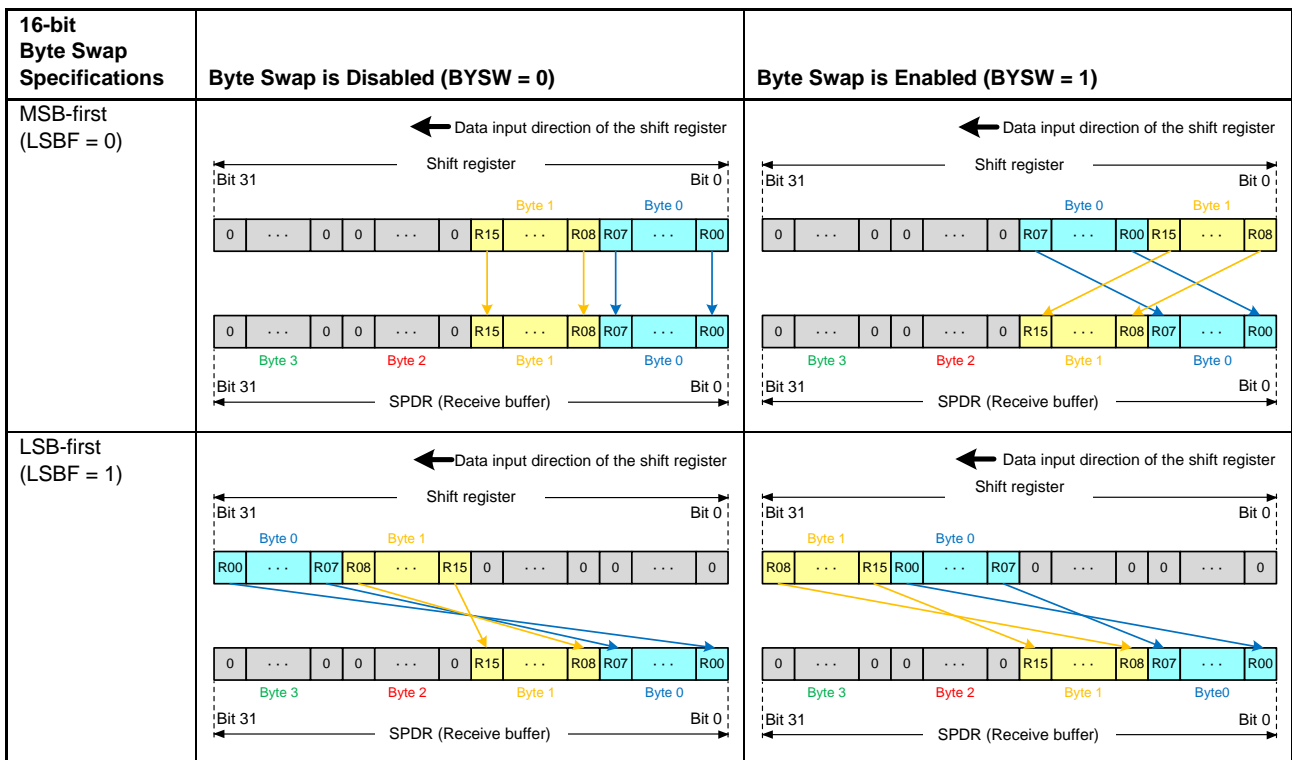 16-bit
Byte Swap
Specifications
Byte Swap is Disabled (BYSW = 0)
Byte Swap is Enabled (BYSW = 1)
MSB-first
(LSBF = 0)
Data input direction of the shift register
Shift register
Bit 31 Bit 0
Byte 1 Byte 0
0 ... 0 0 ... 0 R15 ... R08 R07 ... R00
0 ... 0 0 ... 0 R15 ... R08 R07 ... R00
Byte 3 Byte 2 Byte 1 Byte 0
Bit 31 Bit 0
SPDR (Receive buffer)
Data input direction of the shift register
Shift register
Bit 31 Bit 0
Byte 0 Byte 1
0 ... 0 0 ... 0 R07 ... R00 R15 ... R08
0 ... 0 0 ... 0 R15 ... R08 R07 ... R00
Byte 3 Byte 2 Byte 1 Byte 0
Bit 31 Bit 0
SPDR (Receive buffer)
LSB-first
(LSBF = 1)
Data input direction of the shift register
Shift register
Bit 31 Bit 0
Byte 0 Byte 1
R00 ... R07 R08 ... R15 0 ... 0 0 ... 0
0 ... 0 0 ... 0 R15 ... R08 R07 ... R00
Byte 3 Byte 2 Byte 1 Byte 0
Bit 31 Bit 0
SPDR (Receive buffer)
Data input direction of the shift register
Shift register
Bit 31 Bit 0
Byte 1 Byte 0
R08 ... R15 R00 ... R07 0 ... 0 0 ... 0
0 ... 0 0 ... 0 R15 ... R08 R07 ... R00
Byte 3 Byte 2 Byte 1 Byte0
Bit 31 Bit 0
SPDR (Receive buffer)